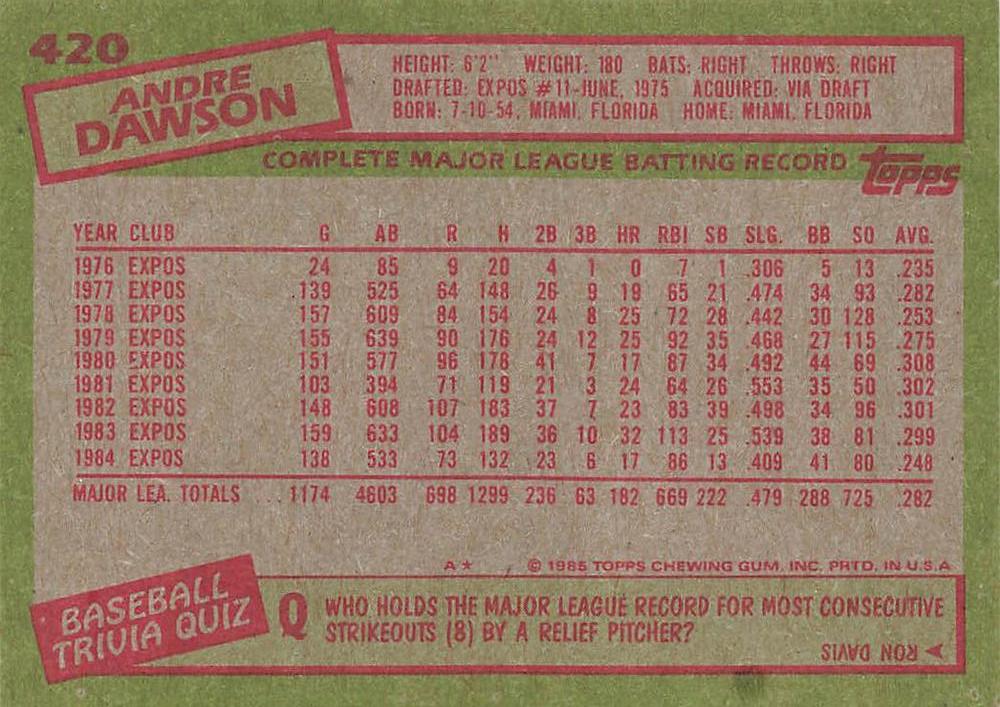 420
ANDRE
DAWSON
HEIGHT: 6'2" WEIGHT: 180 BATS: RIGHT THROWS: RIGHT
DRAFTED: EXPOS #11-JUNE, 1975 ACQUIRED: VIA DRAFT
BORN: 7-10-54, MIAMI, FLORIDA HOME: MIAMI, FLORIDA
COMPLETE MAJOR LEAGUE BATTING RECORD
topps
YEAR CLUB G AB R H 2B 3B HR RBI SB SLG. BB SO AVG.
1976 EXPOS 24 85 9 20 4 1 0 7 1 .306 5 13 .235
1977 EXPOS 139 525 64 148 26 9 19 65 21 .474 34 93 .282
1978 EXPOS 157 609 84 154 24 8 25 72 28 .442 30 128 .253
1979 EXPOS 155 639 90 176 24 12 25 92 35 .468 27 115 .275
1980 EXPOS 151 577 96 178 41 7 17 87 34 .492 44 69 .308
1981 EXPOS 103 394 71 119 21 3 24 64 26 .553 35 50 .302
1982 EXPOS 148 608 107 183 37 7 23 83 39 .498 34 96 .301
1983 EXPOS 159 633 104 189 36 10 32 113 25 .539 38 81 .299
1984 EXPOS 138 533 73 132 23 6 17 86 13 .409 41 80 .248
MAJOR LEA. TOTALS ...1174 4603 698 1299 236 63 182 669 222 .479 288 725 .282
A* © 1985 TOPPS CHEWING GUM, INC. PRTD. IN U.S.A
BASEBALL
TRIVIA QUIZ
Q WHO HOLDS THE MAJOR LEAGUE RECORD FOR MOST CONSECUTIVE
STRIKEOUTS (8) BY A RELIEF PITCHER?
RON DAVIS